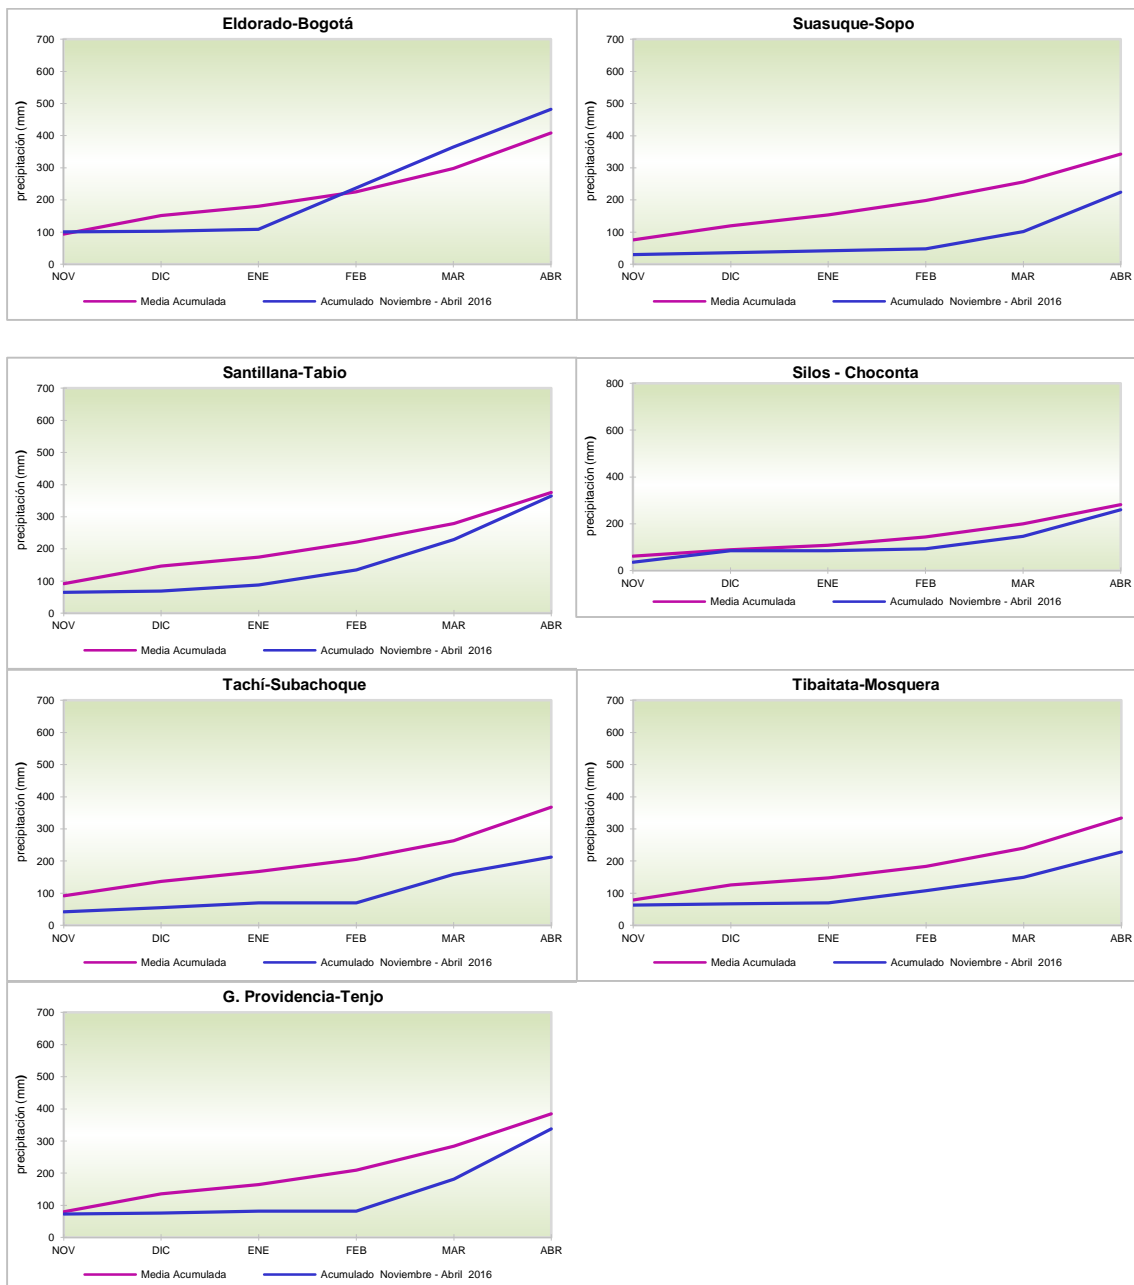 Eldorado-Bogotá
precipitación (mm)
700
600
500
400
300
200
100
0
NOV DIC ENE FEB MAR ABR
Media Acumulada Acumulado Noviembre - Abril 2016
Suasuque-Sopo
precipitación (mm)
700
600
500
400
300
200
100
0
NOV DIC ENE FEB MAR ABR
Media Acumulada Acumulado Noviembre - Abril 2016
Santillana-Tabio
precipitación (mm)
700
600
500
400
300
200
100
0
NOV DIC ENE FEB MAR ABR
Media Acumulada Acumulado Noviembre - Abril 2016
Silos - Choconta
precipitación (mm)
800
600
400
200
0
NOV DIC ENE FEB MAR ABR
Media Acumulada Acumulado Noviembre - Abril 2016
Tachí-Subachoque
precipitación (mm)
700
600
500
400
300
200
100
0
NOV DIC ENE FEB MAR ABR
Media Acumulada Acumulado Noviembre - Abril 2016
Tibaitata-Mosquera
precipitación (mm)
700
600
500
400
300
200
100
0
NOV DIC ENE FEB MAR ABR
Media Acumulada Acumulado Noviembre - Abril 2016
G. Providencia-Tenjo
precipitación (mm)
700
600
500
400
300
200
100
0
NOV DIC ENE FEB MAR ABR
Media Acumulada Acumulado Noviembre - Abril 2016